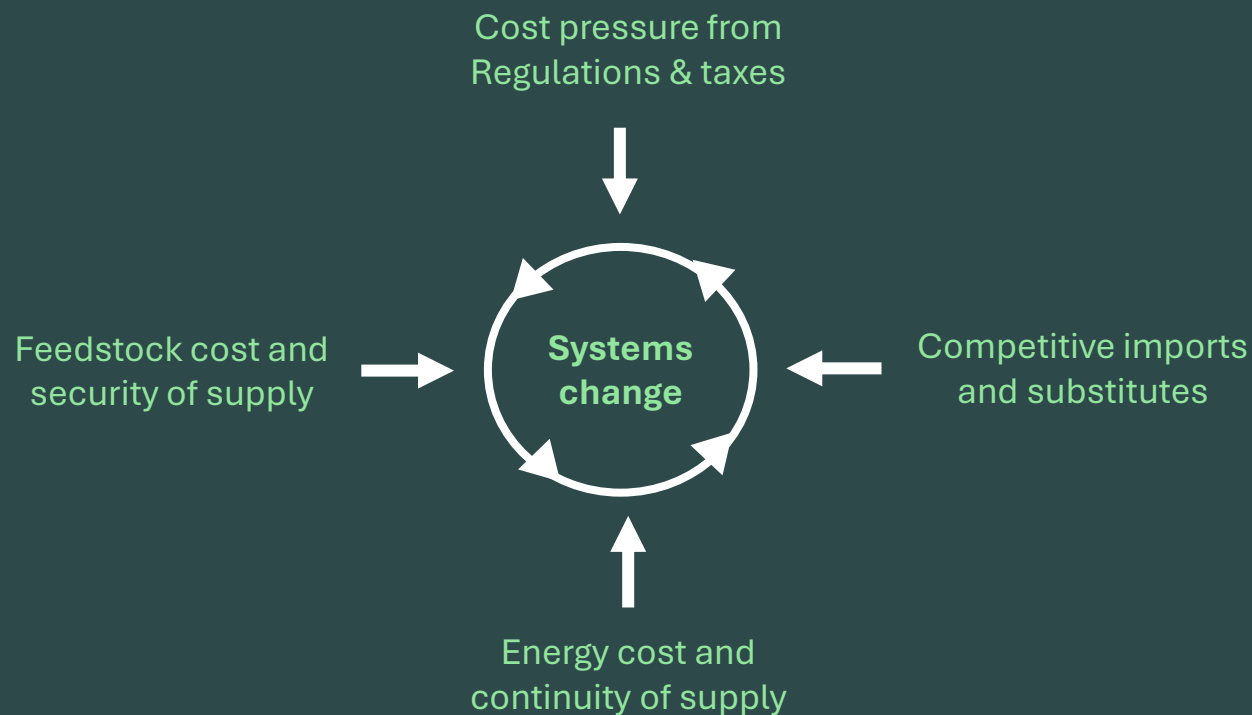 Cost pressure from
Regulations & taxes
Feedstock cost and
security of supply
Systems
change
Competitive imports
and substitutes
Energy cost and
continuity of supply